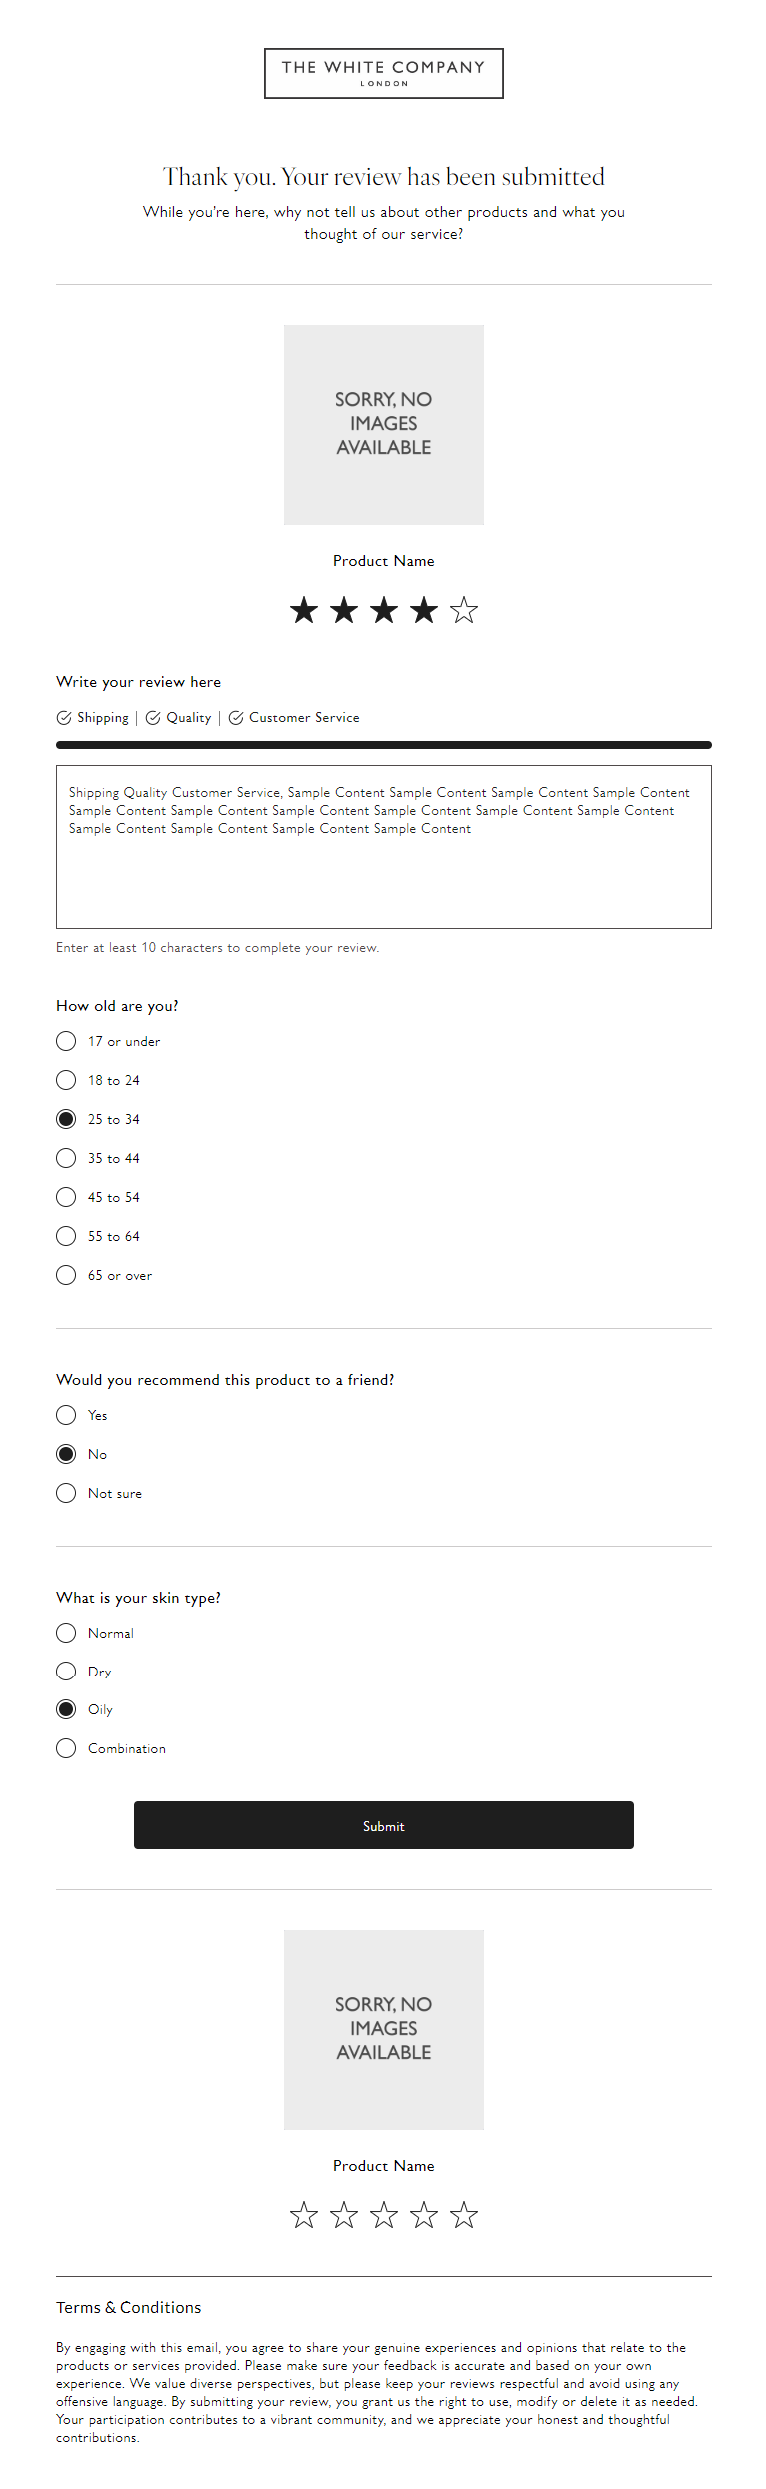 THE WHITE COMPANY
LONDON
Thank you. Your review has been submitted
While you're here, why not tell us about other products and what you
thought of our service?
SORRY, NO
IMAGES
AVAILABLE
Product Name
Write your review here
Shipping | Quality | Customer Service
Shipping Quality Customer Service, Sample Content Sample Content Sample Content Sample Content
Sample Content Sample Content Sample Content Sample Content Sample Content Sample Content
Sample Content Sample Content Sample Content Sample Content
Enter at least 10 characters to complete your review.
How old are you?
17 or under
18 to 24
25 to 34
35 to 44
45 to 54
55 to 64
65 or over
Would you recommend this product to a friend?
Yes
No
Not sure
What is your skin type?
Normal
Dry
Oily
Combination
Submit
SORRY, NO
IMAGES
AVAILABLE
Product Name
Terms & Conditions
By engaging with this email, you agree to share your genuine experiences and opinions that relate to the
products or services provided. Please make sure your feedback is accurate and based on your own
experience. We value diverse perspectives, but please keep your reviews respectful and avoid using any
offensive language. By submitting your review, you grant us the right to use, modify or delete it as needed.
Your participation contributes to a vibrant community, and we appreciate your honest and thoughtful
contributions.